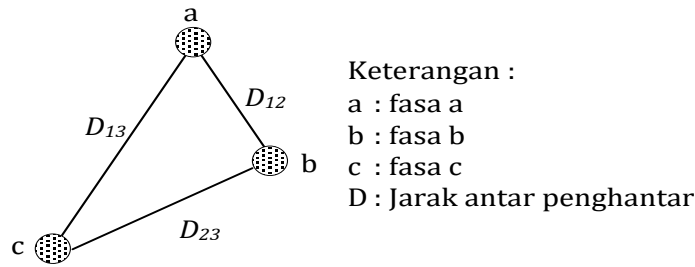 a
D12
D13
b
D23
c
Keterangan :
a : fasa a
b : fasa b
c : fasa c
D : Jarak antar penghantar